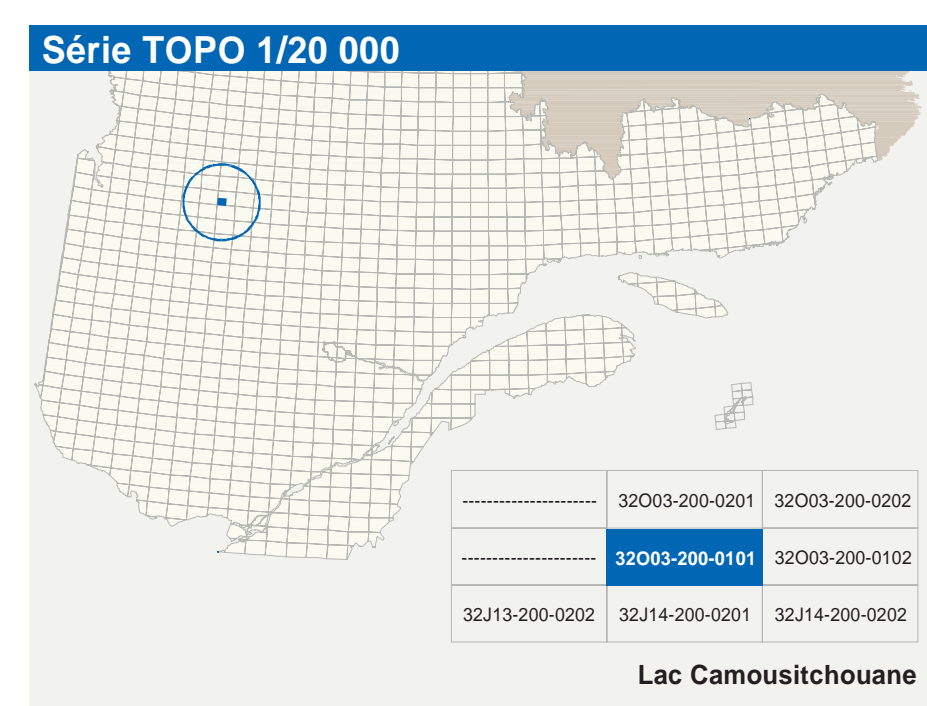 Série TOPO 1/20 000
---------------------- 32O03-200-0201 32O03-200-0202
---------------------- 32O03-200-0101 32O03-200-0102
32J13-200-0202 32J14-200-0201 32J14-200-0202
Lac Camousitchouane